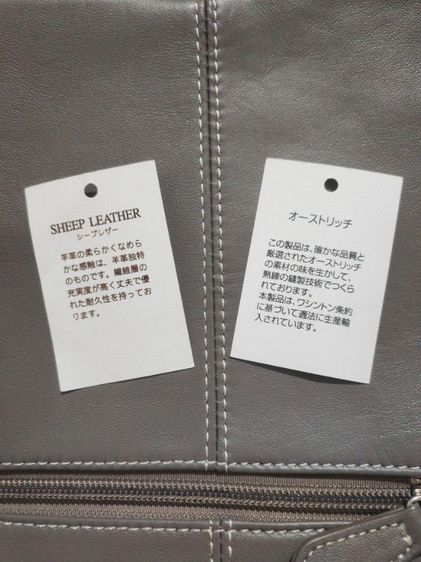 SHEEP LEATHER
シープレザー
羊革の柔らかくなめら
かな感触は、羊革独特
のものです。繊維層の
充実度が高く丈夫で優
れた耐久性を持ってお
ります。
オーストリッチ
この製品は、確かな品質と
厳選されたオーストリッチ
の素材の味を生かして、
熟練の縫製技術でつくら
れております。
本製品は、ワシントン条約
に基づいて適法に生産輸
入されています。